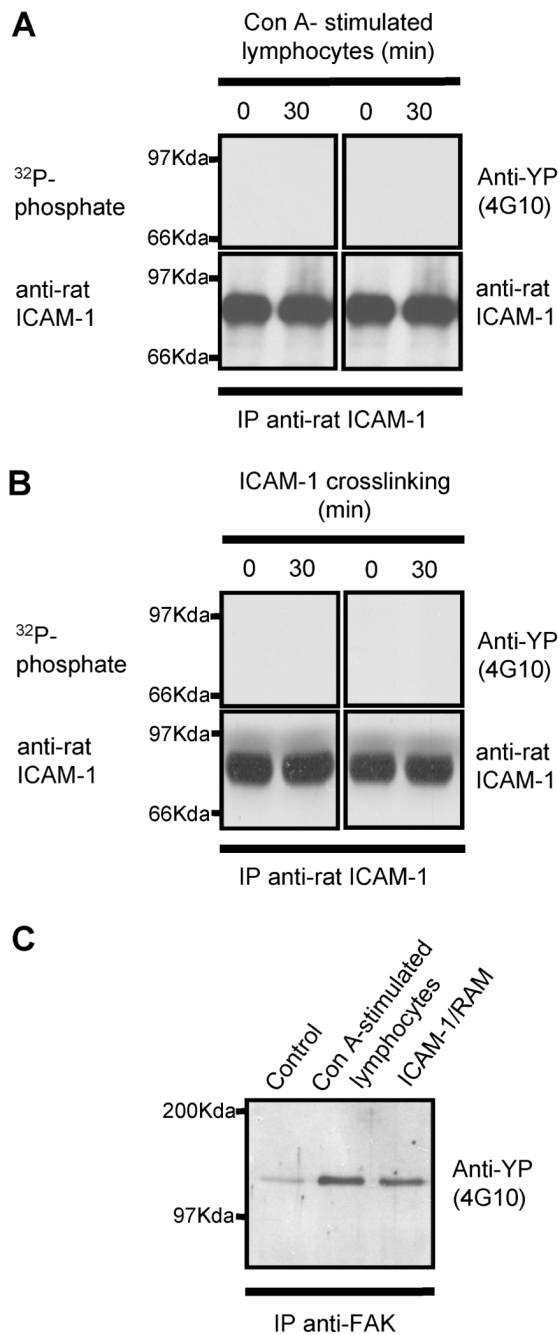 A
Con A- stimulated
lymphocytes (min)
0 30 0 30
97Kda
32P-
phosphate
66Kda
Anti-YP
(4G10)
97Kda
anti-rat
ICAM-1
66Kda
anti-rat
ICAM-1
IP anti-rat ICAM-1
B
ICAM-1 crosslinking
(min)
0 30 0 30
97Kda
32P-
phosphate
66Kda
Anti-YP
(4G10)
97Kda
anti-rat
ICAM-1
66Kda
anti-rat
ICAM-1
IP anti-rat ICAM-1
C
Control
Con A-stimulated
lymphocytes
ICAM-1/RAM
200Kda
97Kda
Anti-YP
(4G10)
IP anti-FAK